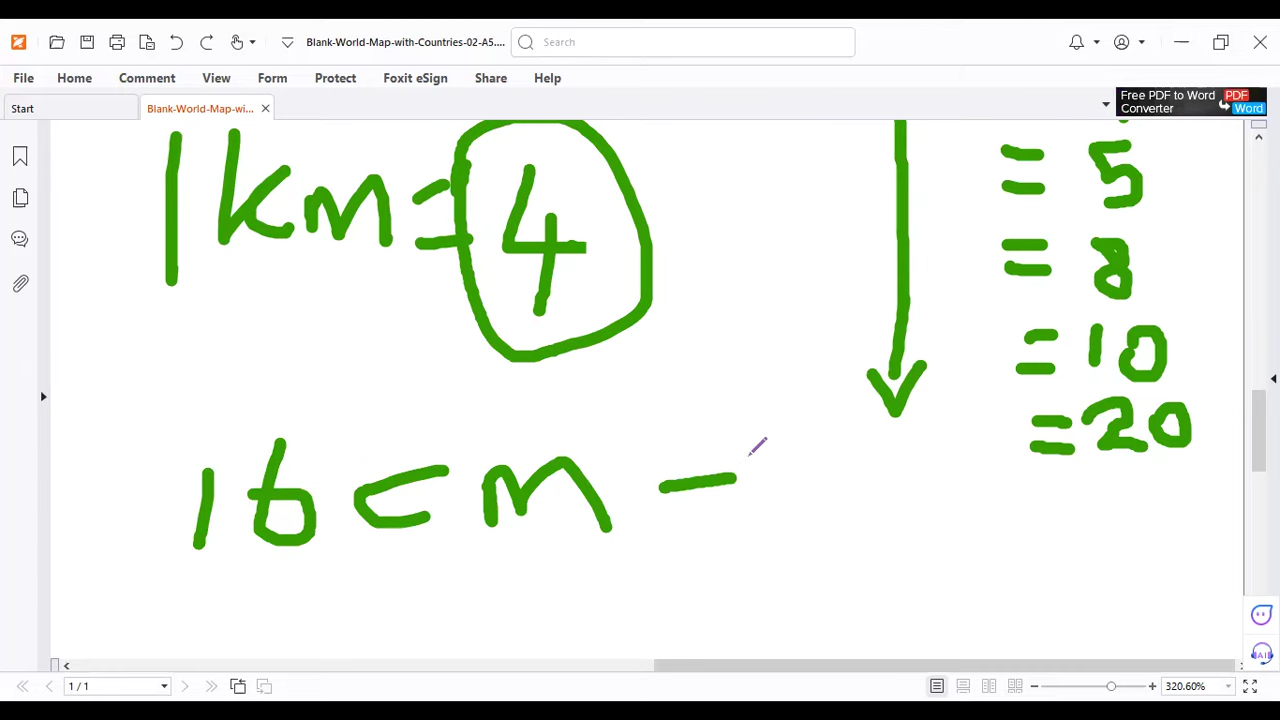 Blank-World-Map-with-Countries-02-A5....
Search
File Home Comment View Form Protect Foxit eSign Share Help
Start
Blank-World-Map-wi...
Free PDF to Word Converter
PDF
Word
1km=4
= 5
= 8
=10
=20
16cm -
AI
1 / 1
320.60%